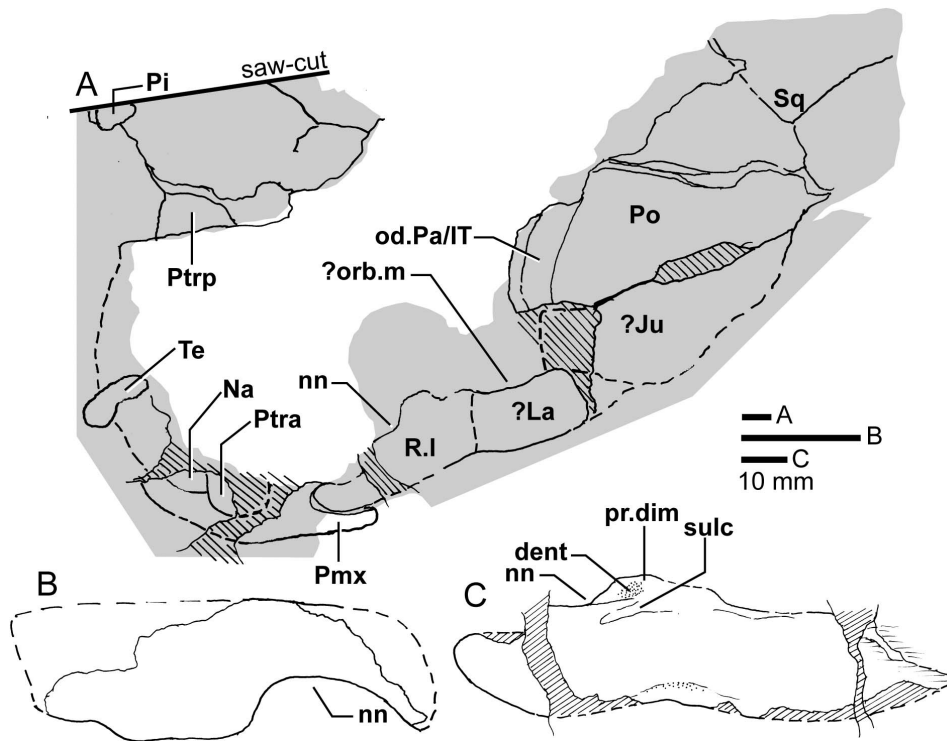 saw-cut
A
Pi
Sq
Po
od.Pa/IT
Ptrp
?orb.m
?Ju
Te
nn
Na
Ptra
?La
R.l
A
B
C
10 mm
Pmx
pr.dim
sulc
dent
nn
B
C
nn